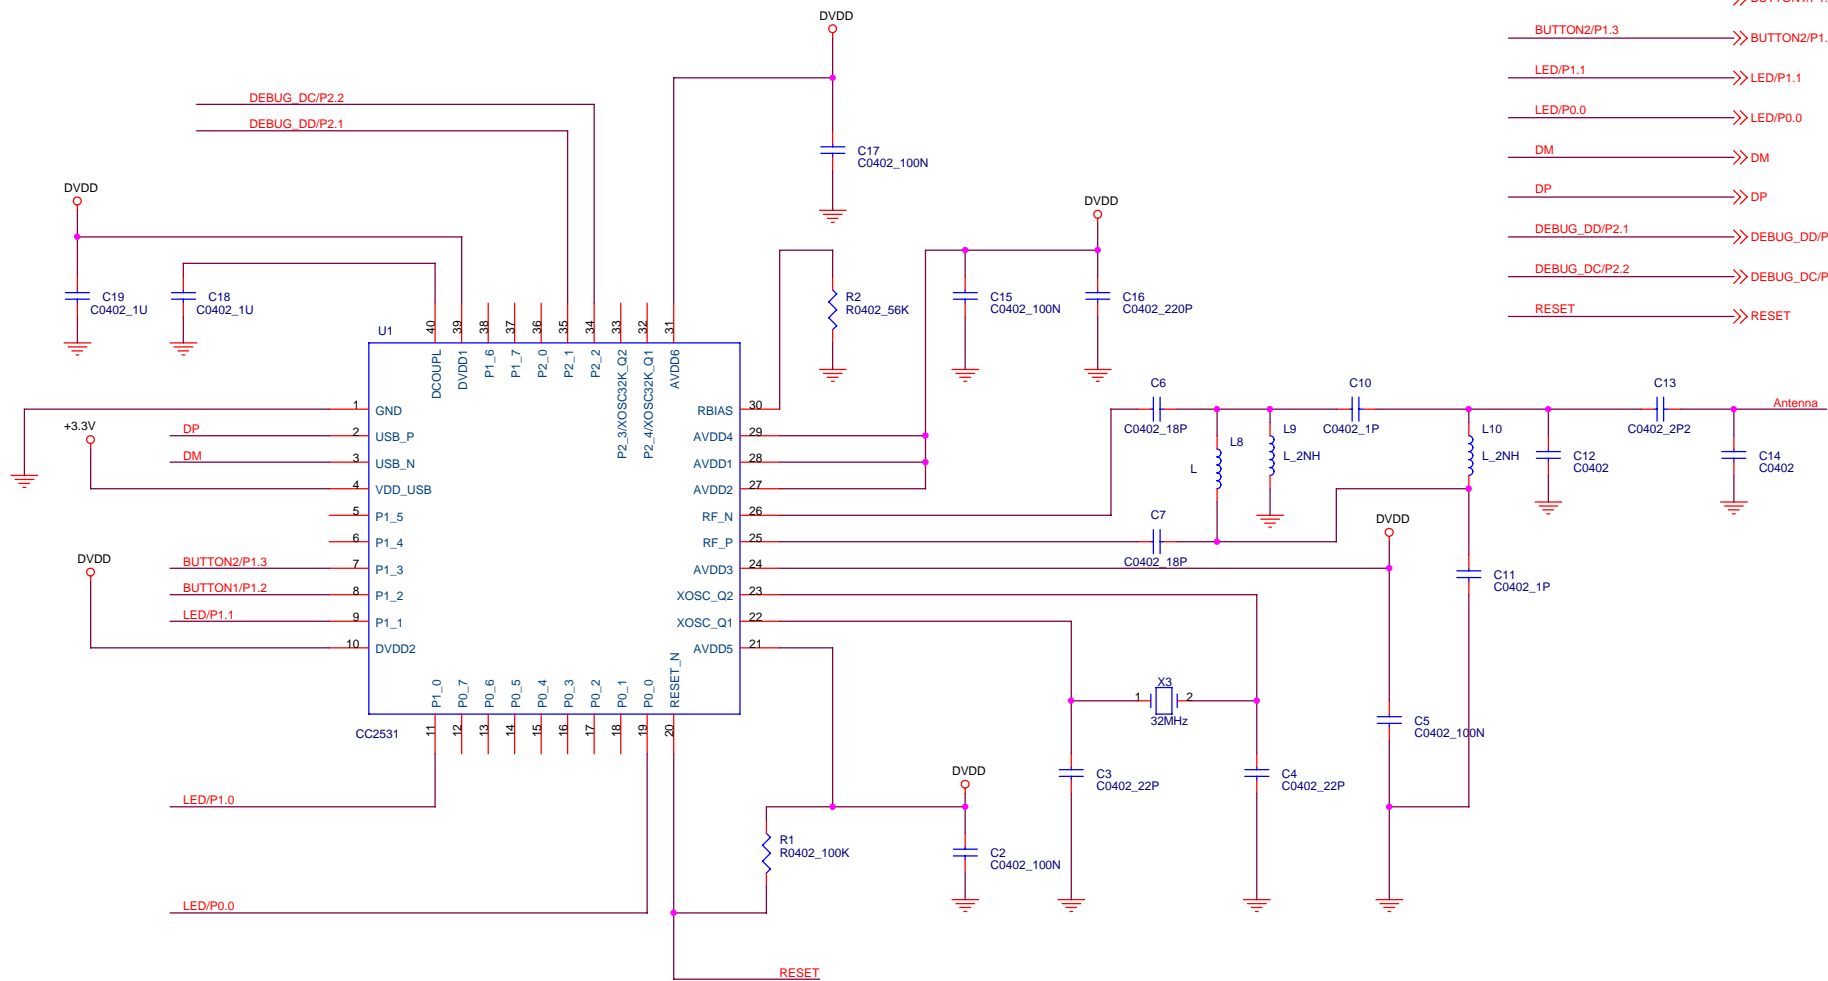 DVDD
BUTTON2/P1.3
BUTTON2/P1.
LED/P1.1
LED/P1.1
LED/P0.0
LED/P0.0
DM
DM
DP
DP
DEBUG_DD/P2.1
DEBUG_DD/P
DEBUG_DC/P2.2
DEBUG_DC/P
RESET
RESET
DEBUG_DC/P2.2
DEBUG_DD/P2.1
C17
C0402_100N
DVDD
DVDD
C19
C0402_1U
C18
C0402_1U
R2
R0402_56K
C15
C0402_100N
C16
C0402_220P
U1
40
39
38
37
36
35
34
33
32
31
DCOUPL
DVDD1
P1_6
P1_7
P2_0
P2_1
P2_2
P2_3/XOSC32K_Q2
P2_4/XOSC32K_Q1
AVDD6
1
GND
+3.3V
DP
2
USB_P
DM
3
USB_N
4
VDD_USB
5
P1_5
6
P1_4
DVDD
BUTTON2/P1.3
7
P1_3
BUTTON1/P1.2
8
P1_2
LED/P1.1
9
P1_1
10
DVDD2
RBIAS
30
AVDD4
29
AVDD1
28
AVDD2
27
RF_N
26
RF_P
25
AVDD3
24
XOSC_Q2
23
XOSC_Q1
22
AVDD5
21
P1_0
P0_7
P0_6
P0_5
P0_4
P0_3
P0_2
P0_1
P0_0
RESET_N
11
12
13
14
15
16
17
18
19
20
CC2531
C6
C0402_18P
C10
C0402_1P
C13
C0402_2P2
Antenna
L8
L
L9
L_2NH
L10
L_2NH
C12
C0402
C14
C0402
C7
C0402_18P
DVDD
C11
C0402_1P
X3
1
2
32MHz
C5
C0402_100N
C3
C0402_22P
C4
C0402_22P
DVDD
LED/P1.0
R1
R0402_100K
C2
C0402_100N
LED/P0.0
RESET